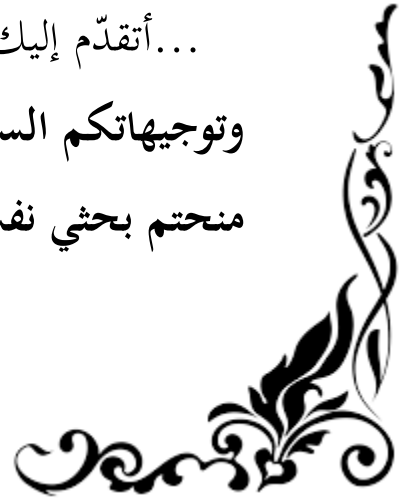 ...أتقدّم إليك
وتوجيهاتكم الس
منحتم بحثي نف